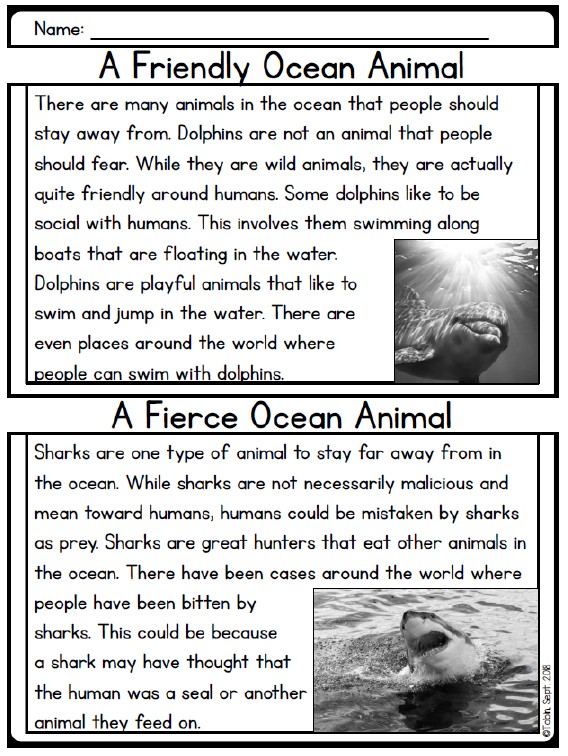 Name:
A Friendly Ocean Animal
There are many animals in the ocean that people should
stay away from. Dolphins are not an animal that people
should fear. While they are wild animals, they are actually
quite friendly around humans. Some dolphins like to be
social with humans. This involves them swimming along
boats that are floating in the water.
Dolphins are playful animals that like to
swim and jump in the water. There are
even places around the world where
people can swim with dolphins.
A Fierce Ocean Animal
Sharks are one type of animal to stay far away from in
the ocean. While sharks are not necessarily malicious and
mean toward humans, humans could be mistaken by sharks
as prey. Sharks are great hunters that eat other animals in
the ocean. There have been cases around the world where
people have been bitten by
sharks. This could be because
a shark may have thought that
the human was a seal or another
animal they feed on.
©Tobin, Sept. 2018